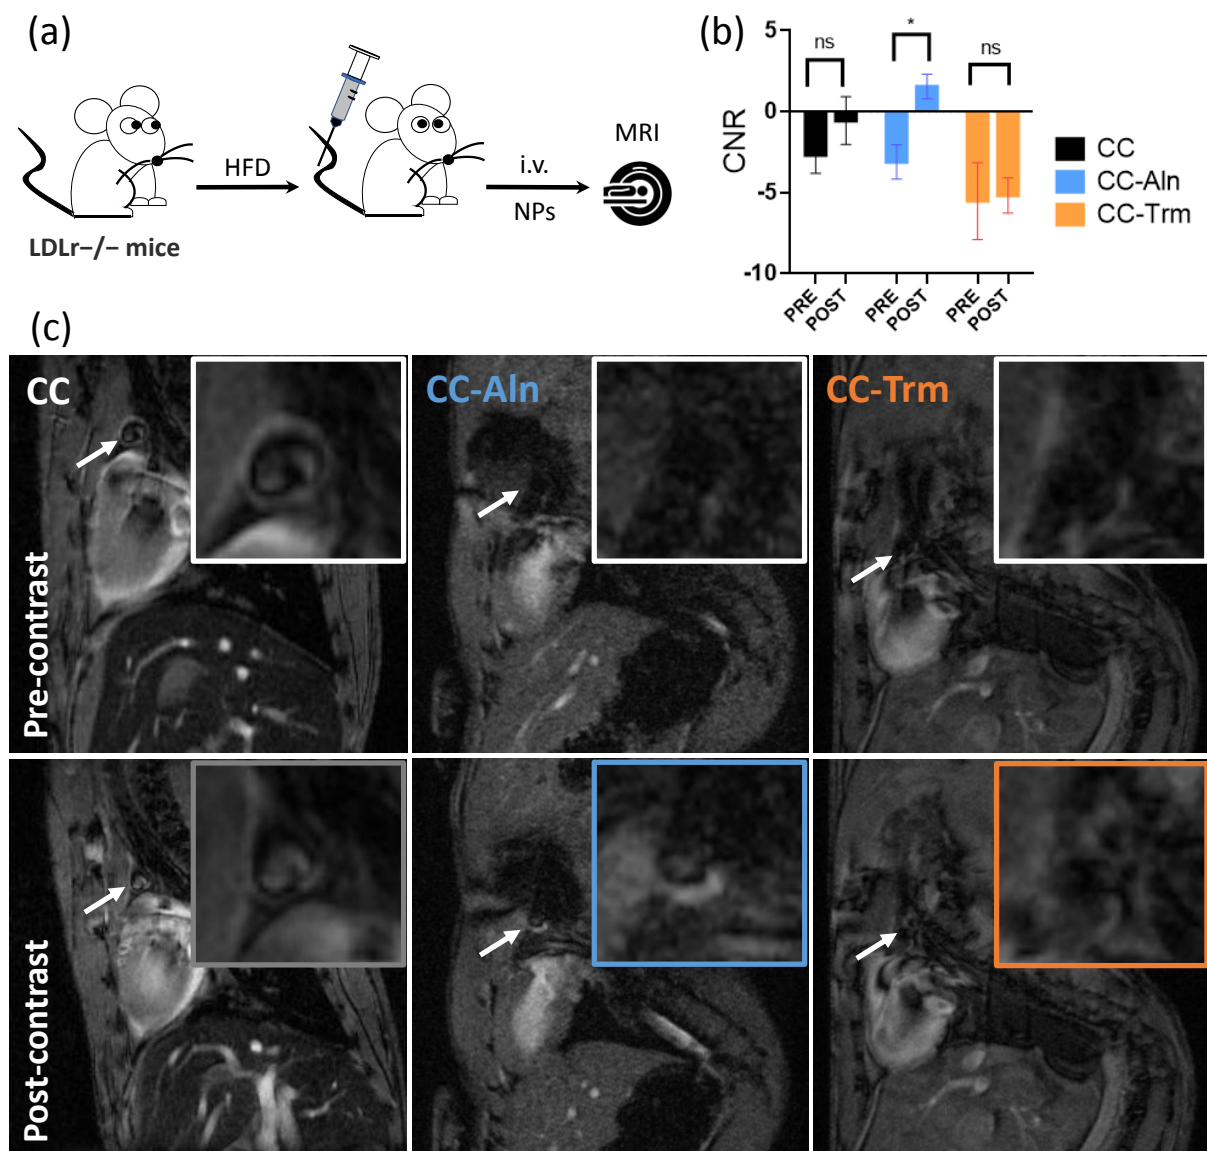 (a)
LDLr−/− mice
HFD
i.v.
NPs
MRI
(b)
CNR
5
0
-5
-10
ns
*
ns
PRE
POST
PRE
POST
PRE
POST
CC
CC-Aln
CC-Trm
(c)
CC
CC-Aln
CC-Trm
Pre-contrast
Post-contrast